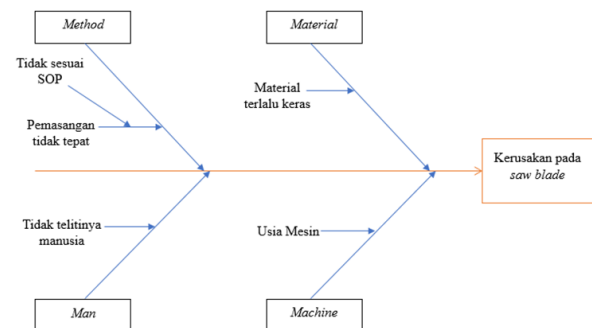 Method
Material
Tidak sesuai
SOP
Material
terlalu keras
Pemasangan
tidak tepat
Kerusakan pada
saw blade
Tidak telitinya
manusia
Usia Mesin
Man
Machine